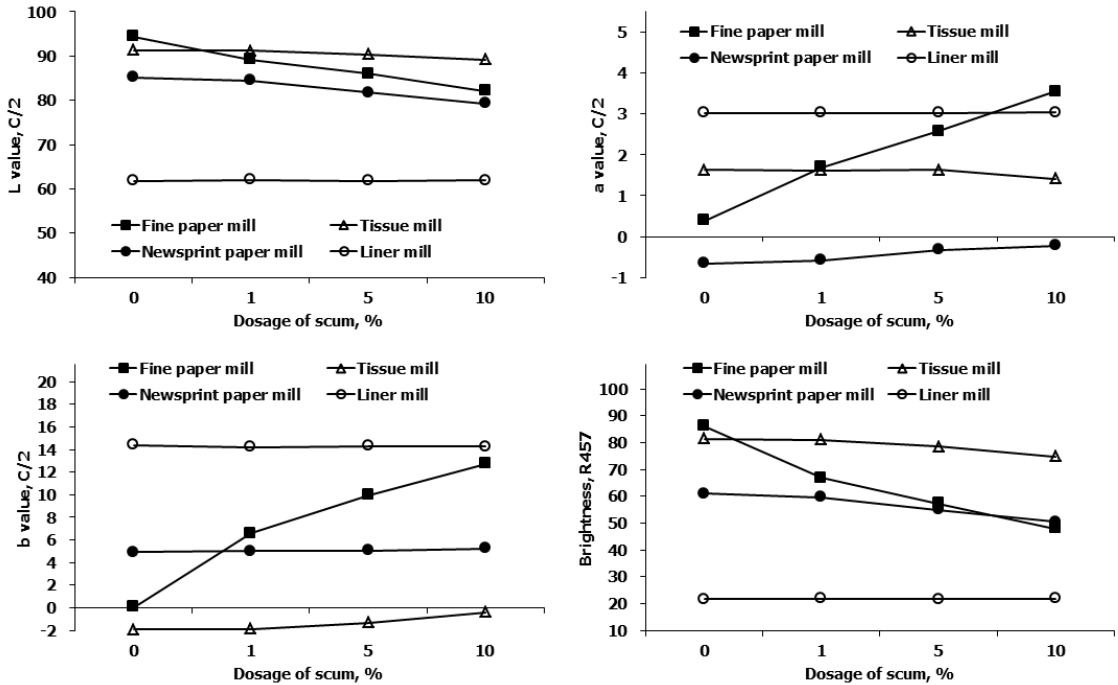 L value, C/2
100
90
80
70
60
50
40
Fine paper mill
Tissue mill
Newsprint paper mill
Liner mill
0 1 5 10
Dosage of scum, %
a value, C/2
5
4
3
2
1
0
-1
Fine paper mill
Tissue mill
Newsprint paper mill
Liner mill
0 1 5 10
Dosage of scum, %
b value, C/2
20
18
16
14
12
10
8
6
4
2
0
-2
Fine paper mill
Tissue mill
Newsprint paper mill
Liner mill
0 1 5 10
Dosage of scum, %
Brightness, R457
100
90
80
70
60
50
40
30
20
10
Fine paper mill
Tissue mill
Newsprint paper mill
Liner mill
0 1 5 10
Dosage of scum, %